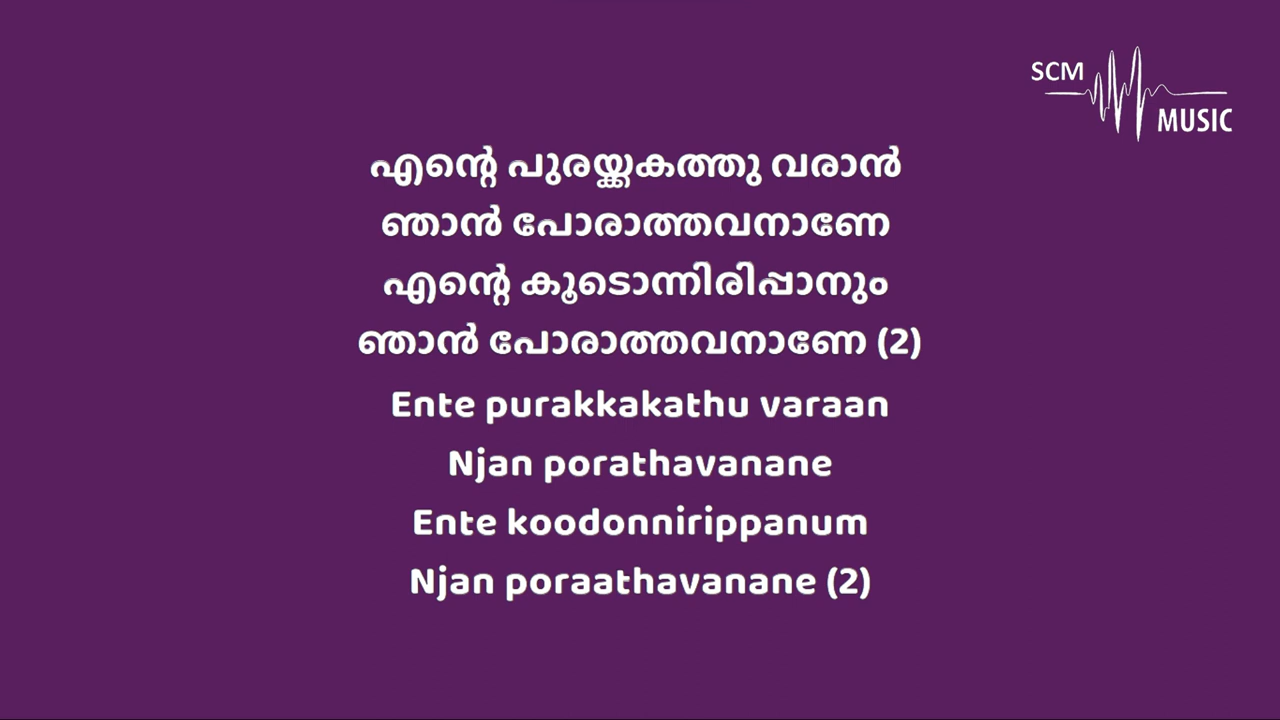 SCM
MUSIC
എന്റെ പുരയ്ക്കകത്തു വരാൻ
ഞാൻ പോരാത്തവനാണേ
എന്റെ കൂടൊന്നിരിപ്പാനും
ഞാൻ പോരാത്തവനാണേ (2)
Ente purakkakathu varaan
Njan porathavanane
Ente koodonnirippanum
Njan poraathavanane (2)